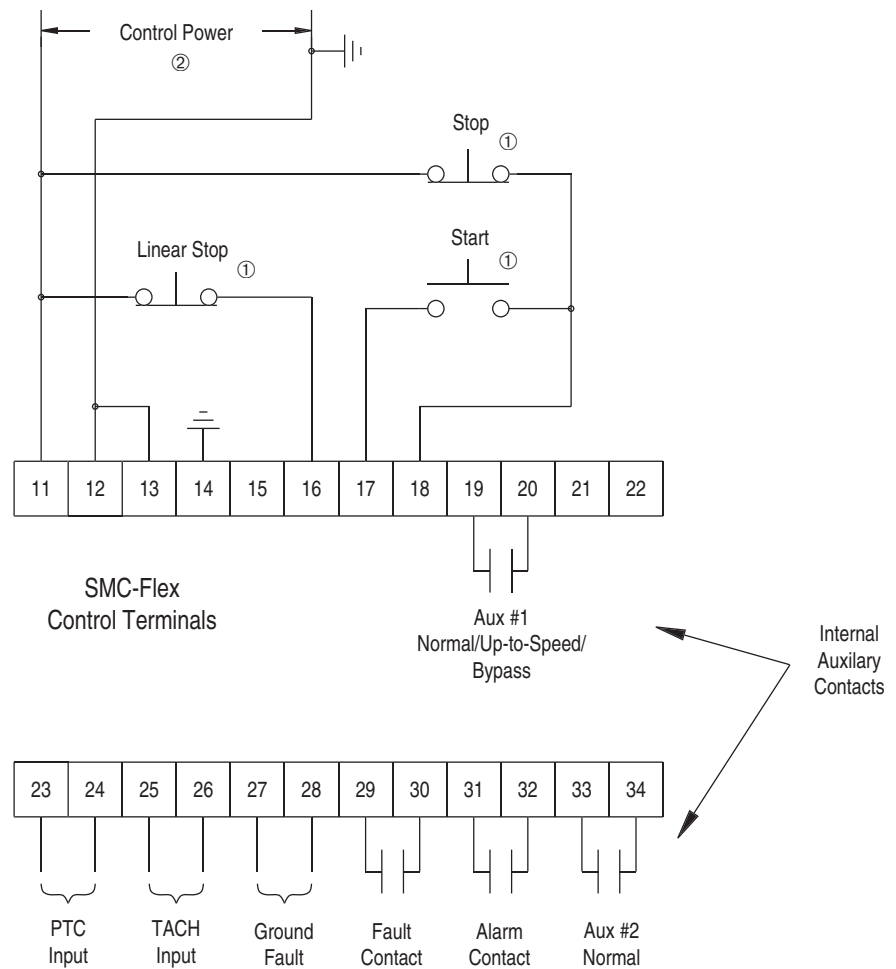 Control Power
②
Stop
①
Start
①
Linear Stop
①
11 12 13 14 15 16 17 18 19 20 21 22
SMC-Flex
Control Terminals
Aux #1
Normal/Up-to-Speed/
Bypass
Internal
Auxilary
Contacts
23 24 25 26 27 28 29 30 31 32 33 34
PTC
Input
TACH
Input
Ground
Fault
Fault
Contact
Alarm
Contact
Aux #2
Normal